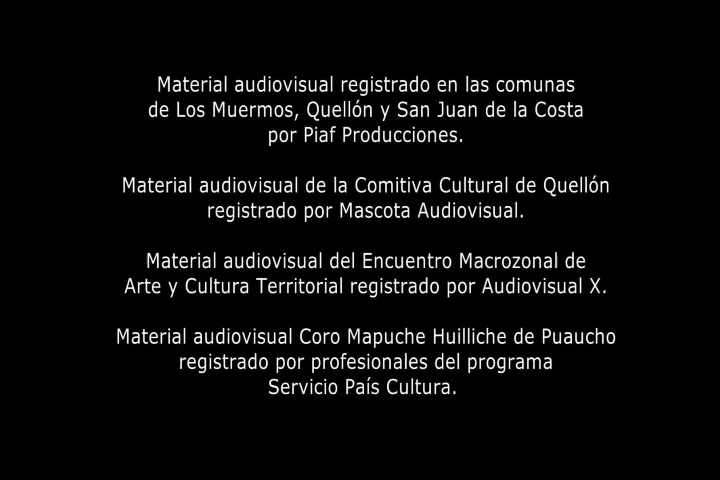 Material audiovisual registrado en las comunas
de Los Muermos, Quellón y San Juan de la Costa
por Piaf Producciones.
Material audiovisual de la Comitiva Cultural de Quellón
registrado por Mascota Audiovisual.
Material audiovisual del Encuentro Macrozonal de
Arte y Cultura Territorial registrado por Audiovisual X.
Material audiovisual Coro Mapuche Huilliche de Puaucho
registrado por profesionales del programa
Servicio País Cultura.